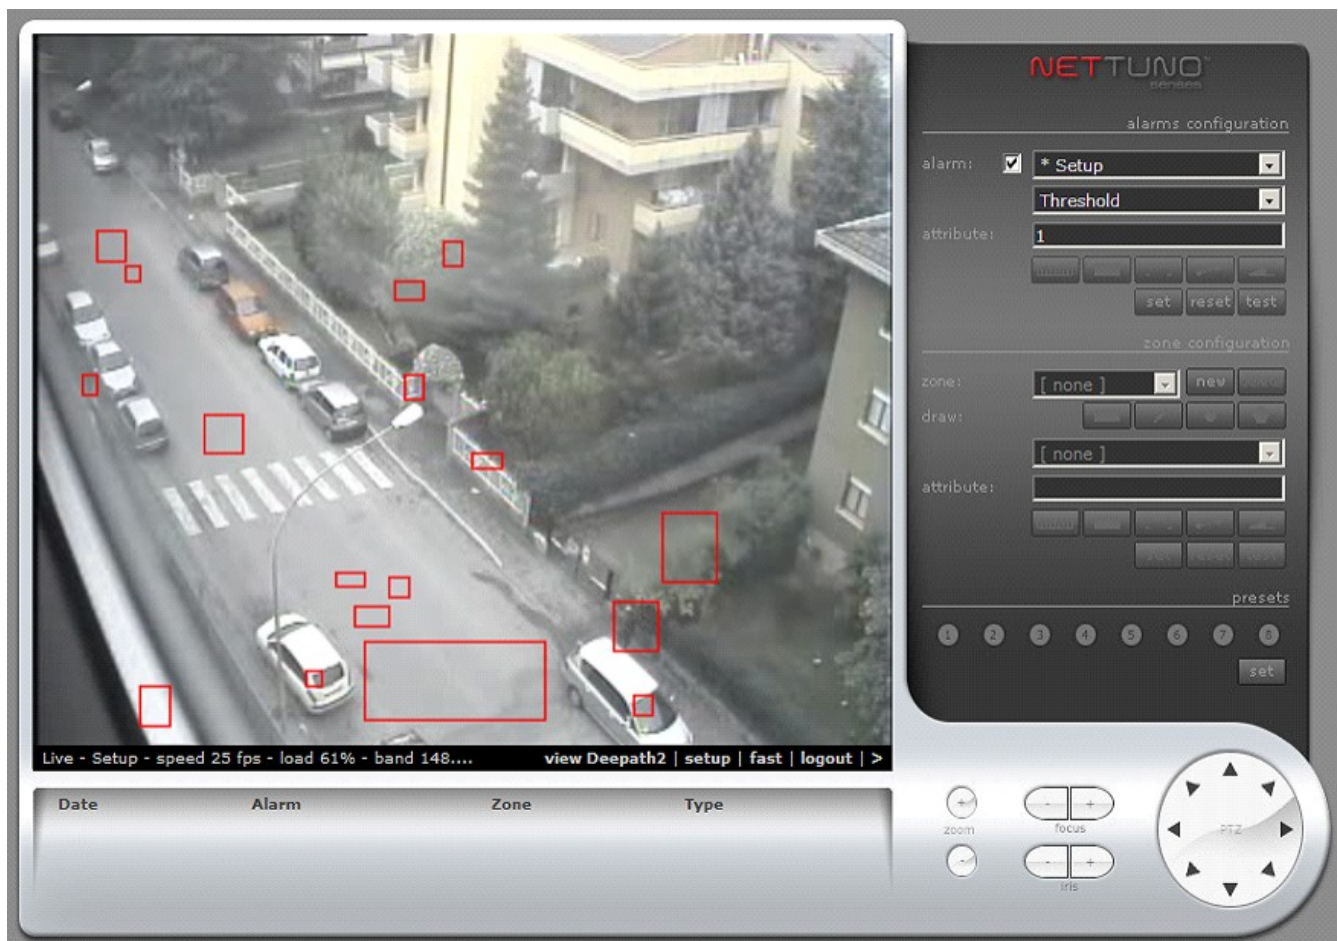 NETTUNO
senses
alarms configuration
alarm: * Setup
Threshold
attribute: 1
set reset test
zone configuration
zone: [ none ] new
draw:
[ none ]
attribute:
presets
1 2 3 4 5 6 7 8
set
Live - Setup - speed 25 fps - load 61% - band 148.... view Deepath2 | setup | fast | logout | >
Date Alarm Zone Type
+ - + PTZ
zoom focus
- - +
iris